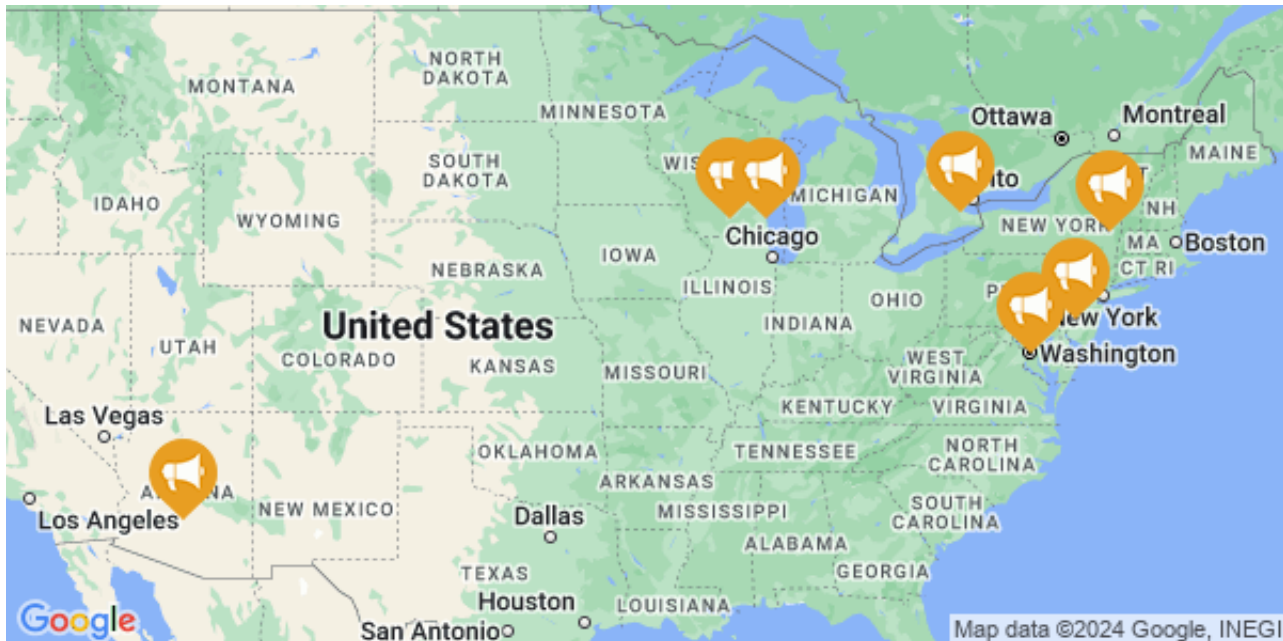 NORTH
DAKOTA
MONTANA
MINNESOTA
Ottawa
Montreal
MAINE
SOUTH
DAKOTA
WIS
MICHIGAN
nto
IDAHO
WYOMING
NEW YORK
NH
MA
Boston
CT RI
Chicago
IOWA
NEBRASKA
ILLINOIS
OHIO
INDIANA
NEVADA
United States
UTAH
COLORADO
KANSAS
MISSOURI
New York
WEST
VIRGINIA
Washington
KENTUCKY
VIRGINIA
Las Vegas
OKLAHOMA
TENNESSEE
NORTH
CAROLINA
NEW MEXICO
ARKANSAS
MISSISSIPPI
SOUTH
CAROLINA
Los Angeles
Dallas
ALABAMA
GEORGIA
TEXAS
Houston
LOUISIANA
San Antonio
Google
Map data ©2024 Google, INEGI